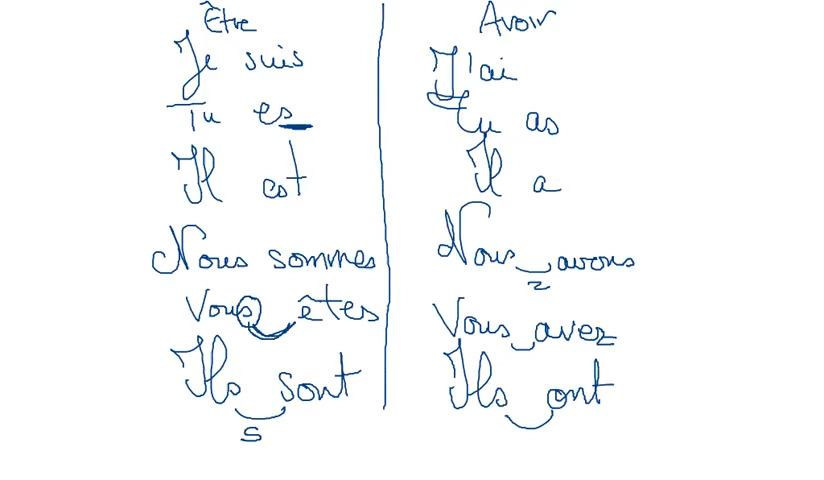 Être
Je suis
Tu es
Il est
Nous sommes
Vous êtes
Ils sont
s
Avoir
J'ai
Tu as
Il a
Nous avons
z
Vous avez
Ils ont